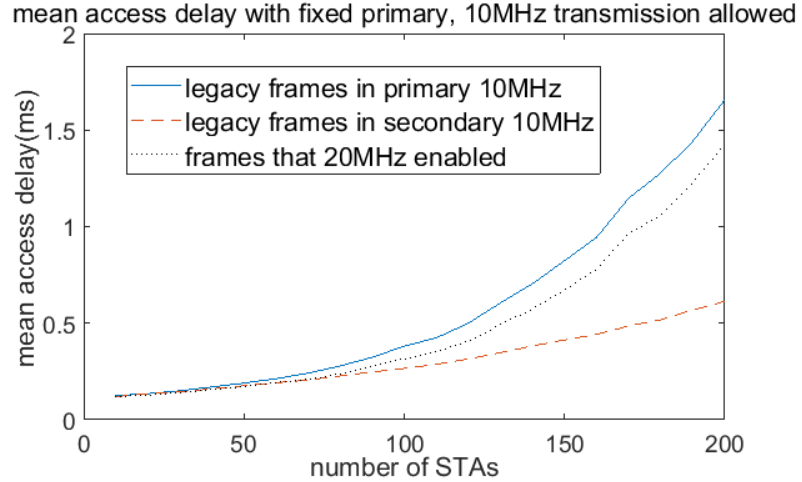 mean access delay with fixed primary, 10MHz transmission allowed
2
1.5
1
0.5
0
mean access delay(ms)
legacy frames in primary 10MHz
legacy frames in secondary 10MHz
frames that 20MHz enabled
0 50 100 150 200
number of STAs